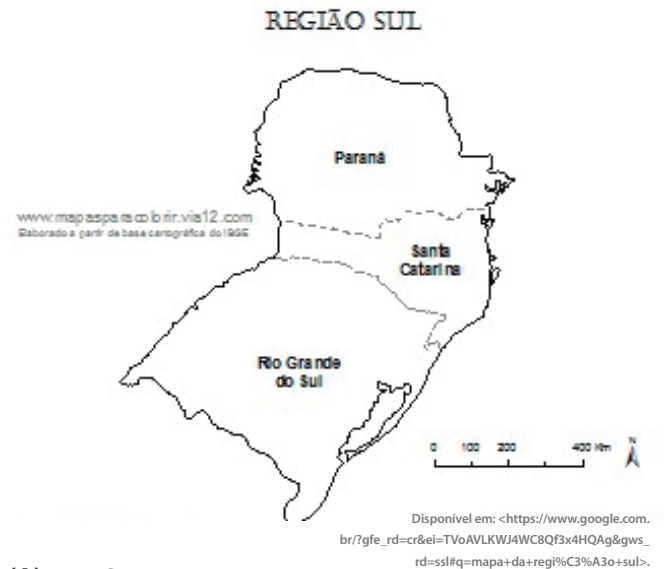 REGIÃO SUL
Paraná
www.mapasparacobrir.via12.com
Elaborado a partir de base cartográfica do IBGE
Santa
Catarina
Rio Grande
do Sul
0 100 200 400 Km
N
Disponível em: <https://www.google.com.
br/?gfe_rd=cr&ei=TVoAVLKWJ4WC8Qf3x4HQAg&gws_
rd=ssl#q=mapa+da+regi%C3%A3o+sul>.